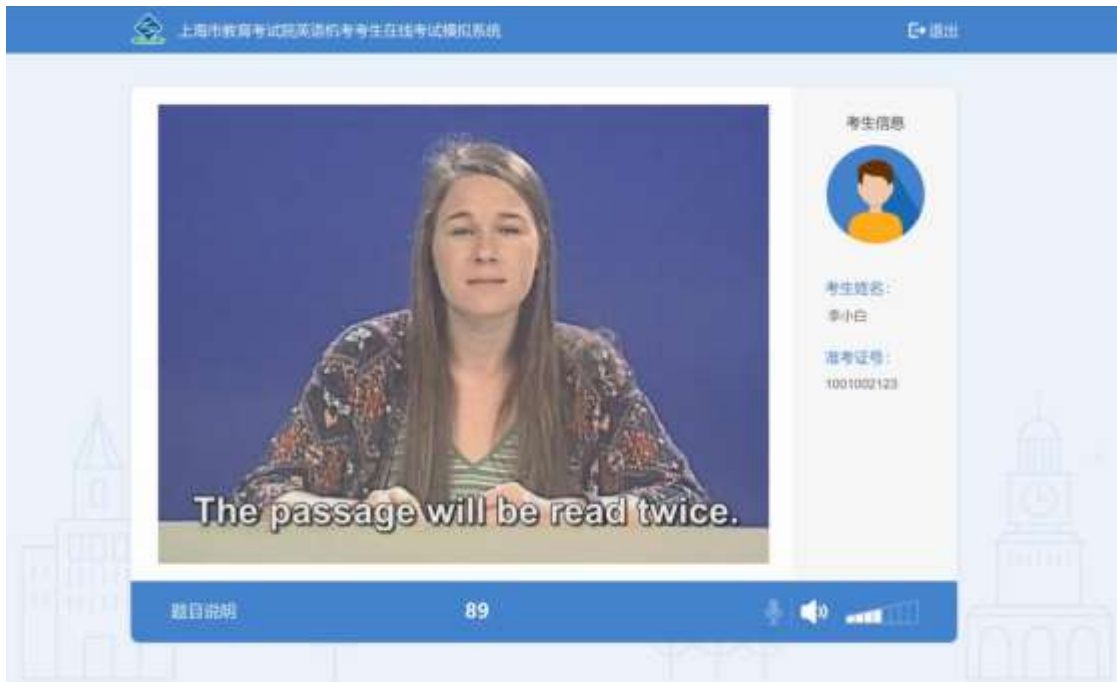 上海市教育考试院英语机考考生在线考试模拟系统
退出
考生信息
考生姓名：
李小白
准考证号：
1001002123
The passage will be read twice.
题目说明
89